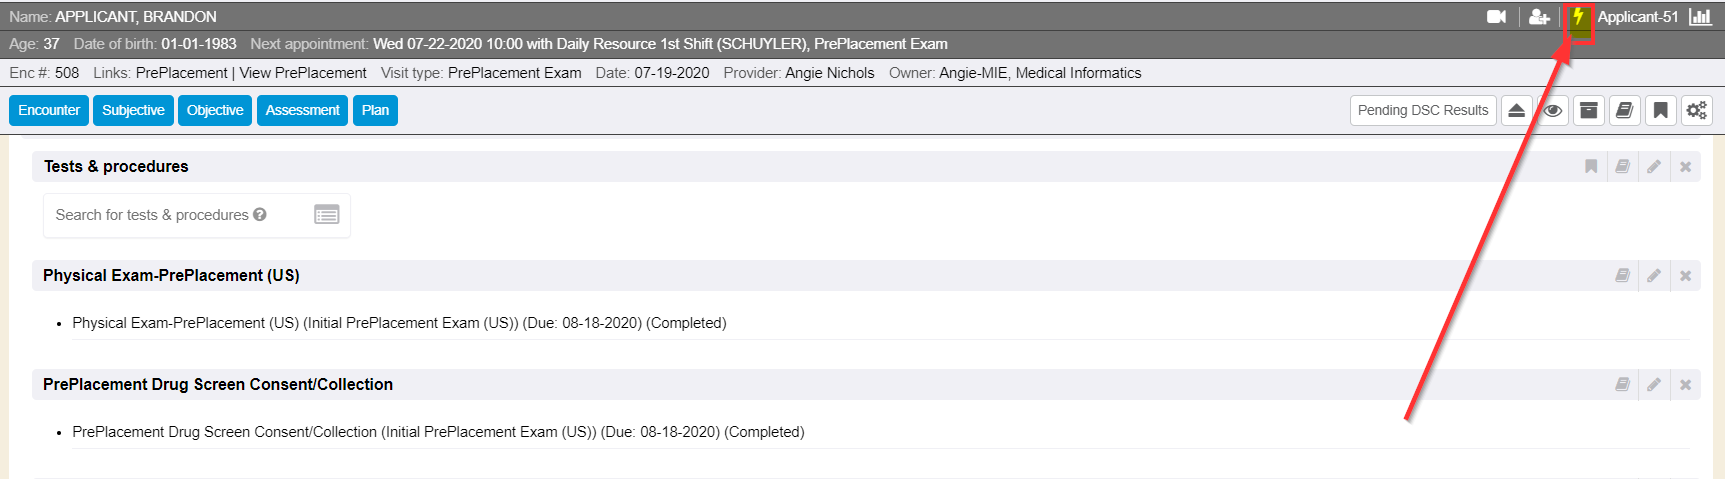 Name: APPLICANT, BRANDON Applicant-51
Age: 37 Date of birth: 01-01-1983 Next appointment: Wed 07-22-2020 10:00 with Daily Resource 1st Shift (SCHUYLER), PrePlacement Exam
Enc #: 508 Links: PrePlacement | View PrePlacement Visit type: PrePlacement Exam Date: 07-19-2020 Provider: Angie Nichols Owner: Angie-MIE, Medical Informatics
Encounter Subjective Objective Assessment Plan Pending DSC Results
Tests & procedures
Search for tests & procedures ?
Physical Exam-PrePlacement (US)
• Physical Exam-PrePlacement (US) (Initial PrePlacement Exam (US)) (Due: 08-18-2020) (Completed)
PrePlacement Drug Screen Consent/Collection
• PrePlacement Drug Screen Consent/Collection (Initial PrePlacement Exam (US)) (Due: 08-18-2020) (Completed)